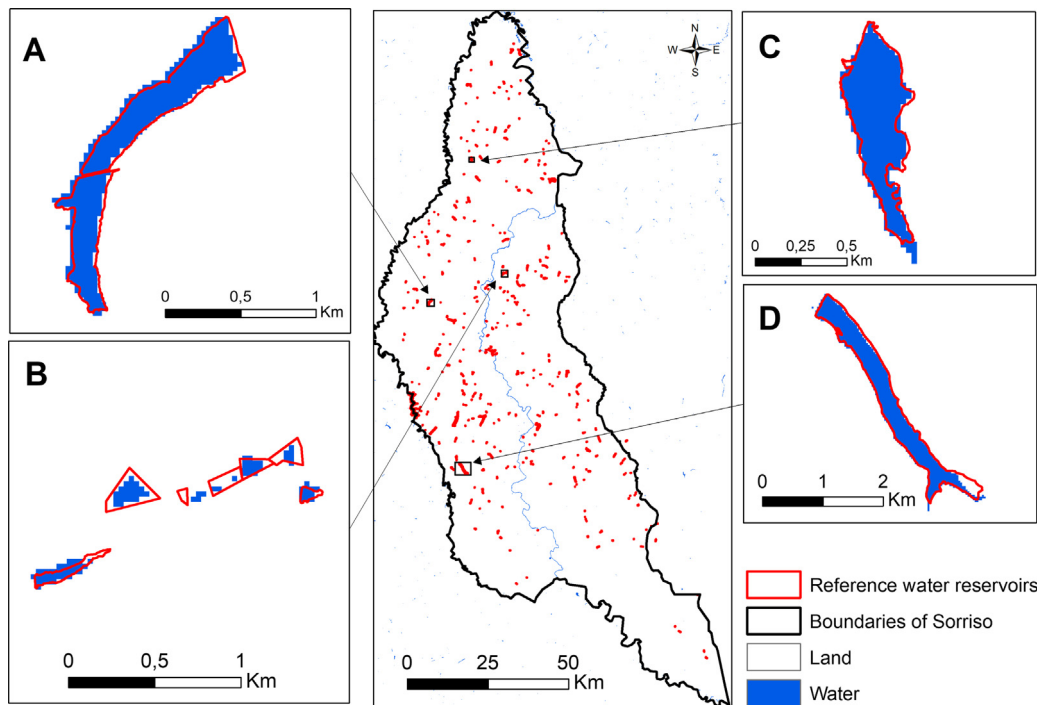 A
0 0,5 1
Km
B
0 0,5 1
Km
N
W E
S
0 25 50
Km
C
0 0,25 0,5
Km
D
0 1 2
Km
Reference water reservoirs
Boundaries of Sorriso
Land
Water